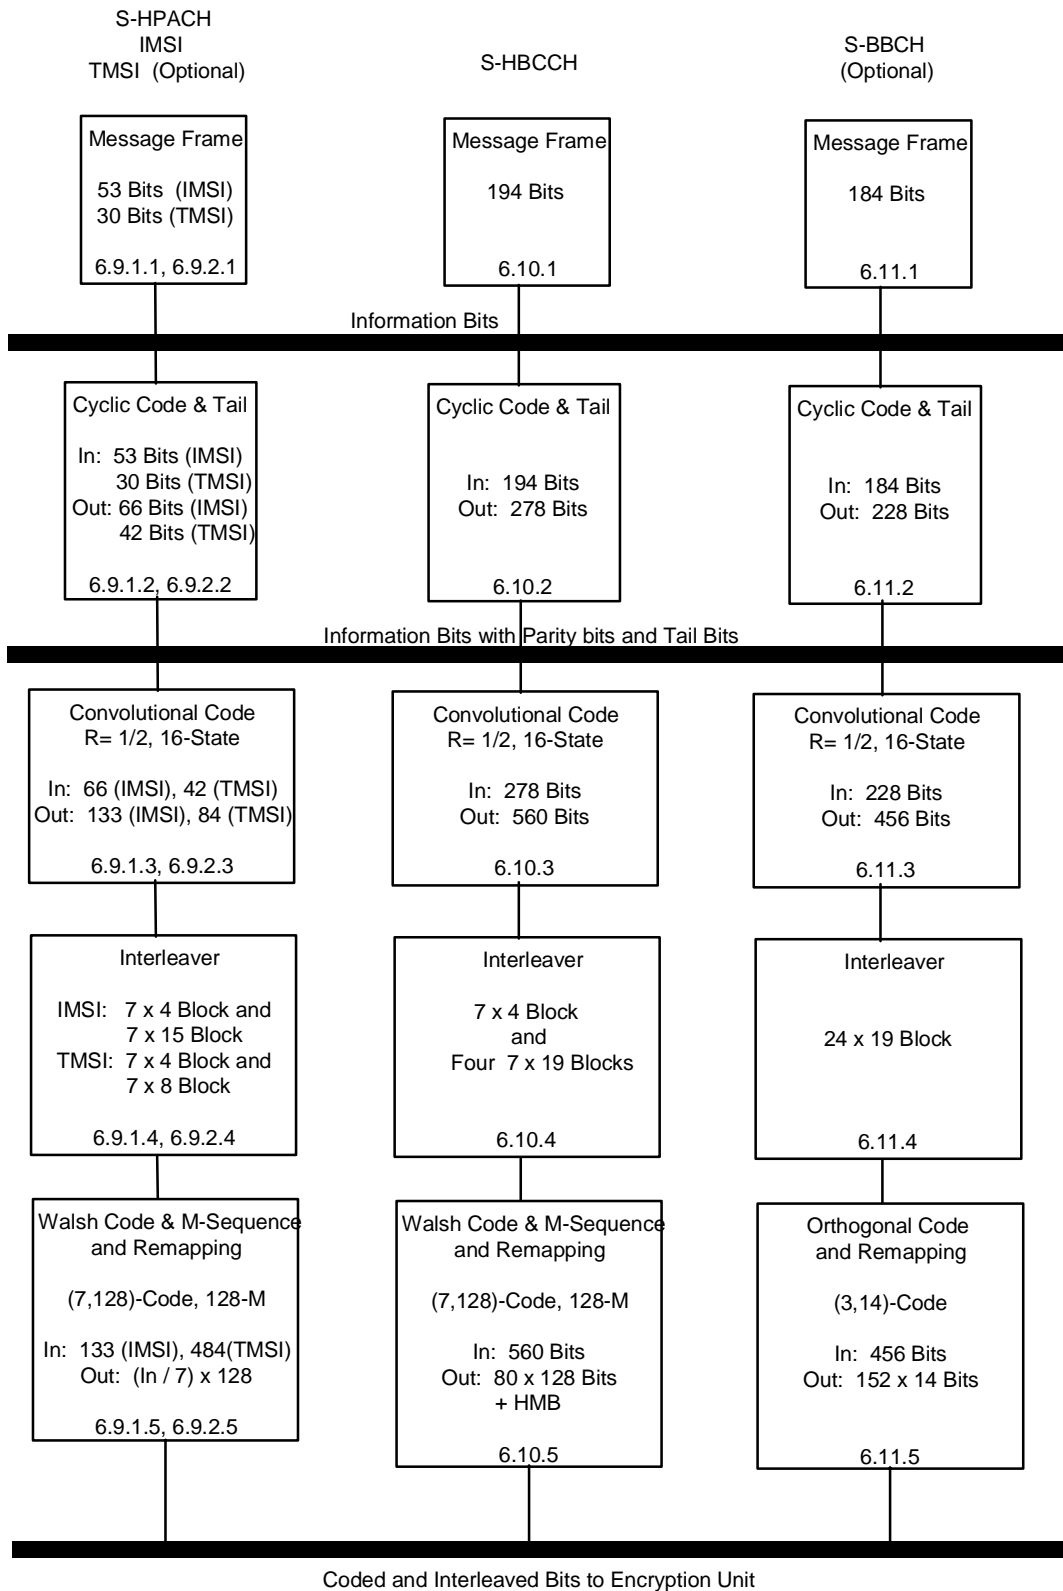 S-HPACH
IMSI
TMSI (Optional)
S-HBCCH
S-BBCH
(Optional)
Message Frame
53 Bits (IMSI)
30 Bits (TMSI)
6.9.1.1, 6.9.2.1
Message Frame
194 Bits
6.10.1
Message Frame
184 Bits
6.11.1
Information Bits
Cyclic Code & Tail
In: 53 Bits (IMSI)
30 Bits (TMSI)
Out: 66 Bits (IMSI)
42 Bits (TMSI)
6.9.1.2, 6.9.2.2
Cyclic Code & Tail
In: 194 Bits
Out: 278 Bits
6.10.2
Cyclic Code & Tail
In: 184 Bits
Out: 228 Bits
6.11.2
Information Bits with Parity bits and Tail Bits
Convolutional Code
R= 1/2, 16-State
In: 66 (IMSI), 42 (TMSI)
Out: 133 (IMSI), 84 (TMSI)
6.9.1.3, 6.9.2.3
Convolutional Code
R= 1/2, 16-State
In: 278 Bits
Out: 560 Bits
6.10.3
Convolutional Code
R= 1/2, 16-State
In: 228 Bits
Out: 456 Bits
6.11.3
Interleaver
IMSI: 7 x 4 Block and
7 x 15 Block
TMSI: 7 x 4 Block and
7 x 8 Block
6.9.1.4, 6.9.2.4
Interleaver
7 x 4 Block
and
Four 7 x 19 Blocks
6.10.4
Interleaver
24 x 19 Block
6.11.4
Walsh Code & M-Sequence
and Remapping
(7,128)-Code, 128-M
In: 133 (IMSI), 484(TMSI)
Out: (In / 7) x 128
6.9.1.5, 6.9.2.5
Walsh Code & M-Sequence
and Remapping
(7,128)-Code, 128-M
In: 560 Bits
Out: 80 x 128 Bits
+ HMB
6.10.5
Orthogonal Code
and Remapping
(3,14)-Code
In: 456 Bits
Out: 152 x 14 Bits
6.11.5
Coded and Interleaved Bits to Encryption Unit